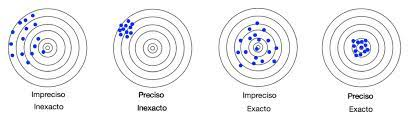 Impreciso
Inexacto
Preciso
Inexacto
Impreciso
Exacto
Preciso
Exacto